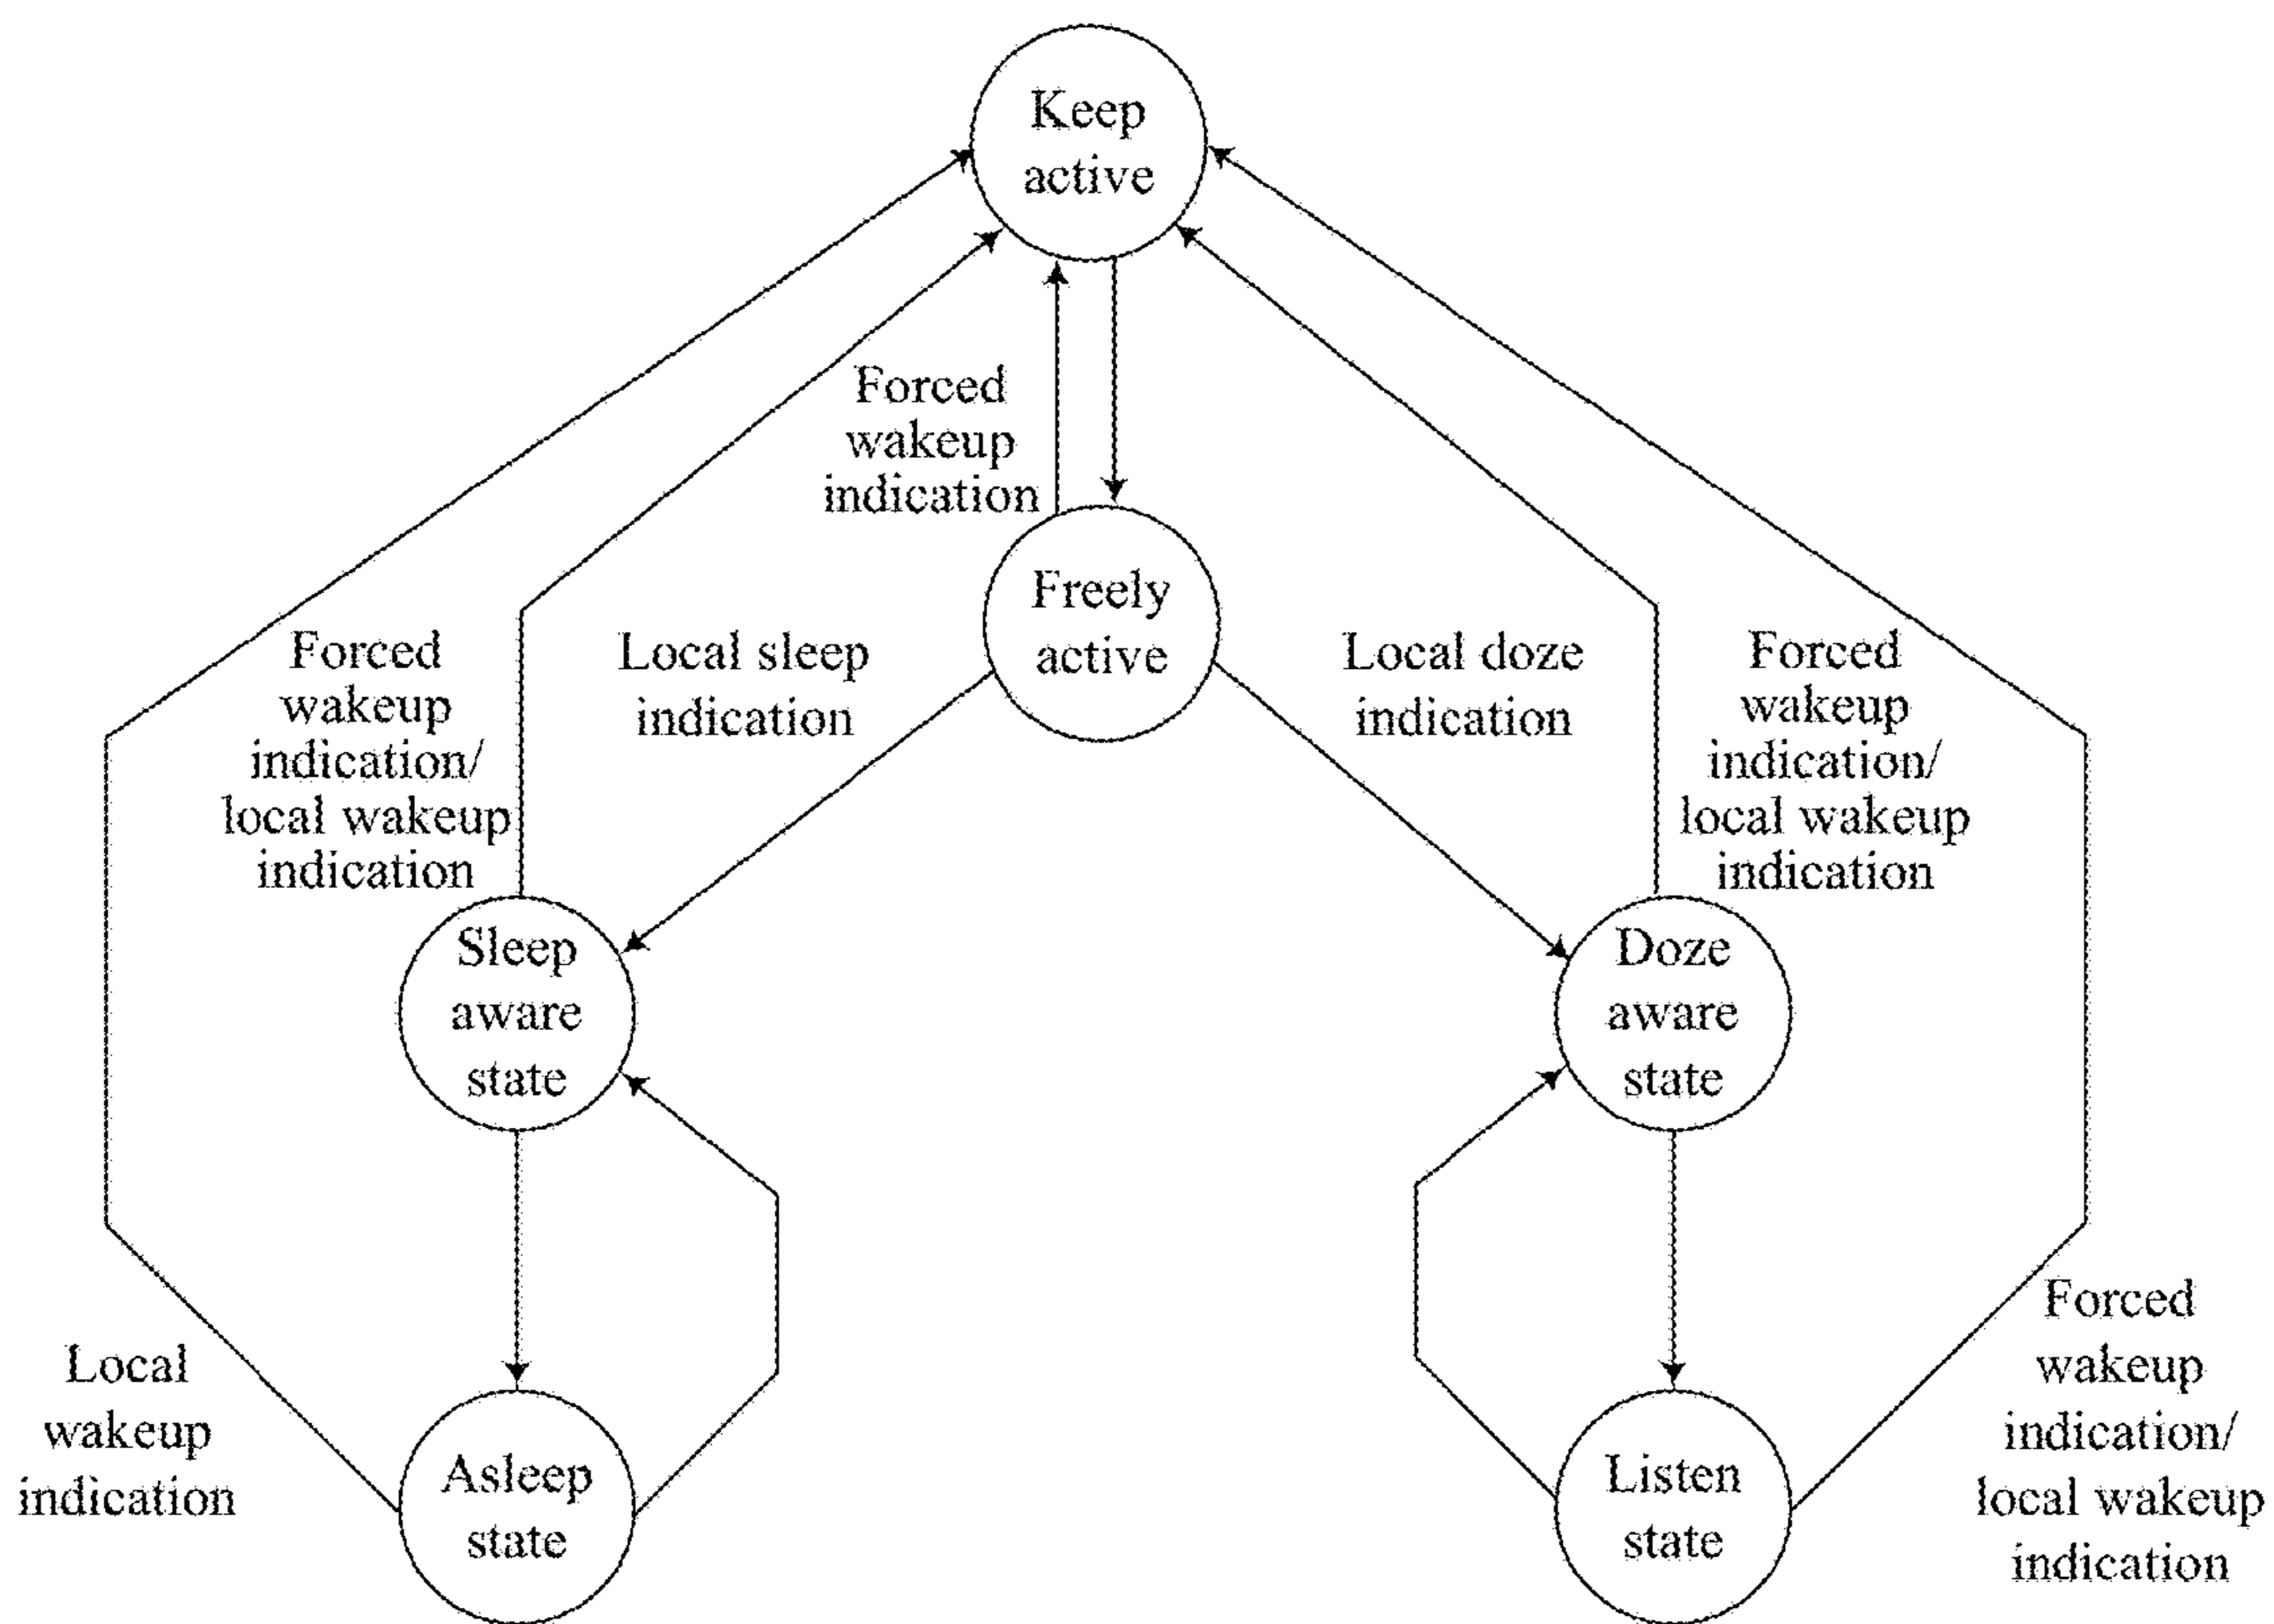 Keep
active
Forced
wakeup
indication
Freely
active
Forced
wakeup
indication/
local wakeup
indication
Local sleep
indication
Local doze
indication
Forced
wakeup
indication/
local wakeup
indication
Sleep
aware
state
Doze
aware
state
Local
wakeup
indication
Asleep
state
Listen
state
Forced
wakeup
indication/
local wakeup
indication